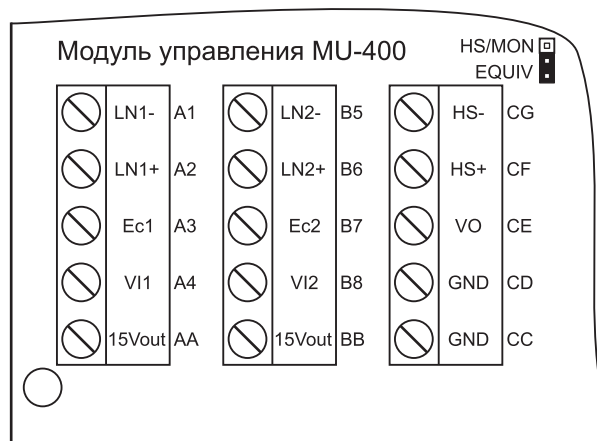 Модуль управления MU-400
HS/MON
EQUIV
LN1- A1 LN2- B5 HS- CG
LN1+ A2 LN2+ B6 HS+ CF
Ec1 A3 Ec2 B7 VO CE
VI1 A4 VI2 B8 GND CD
15Vout AA 15Vout BB GND CC